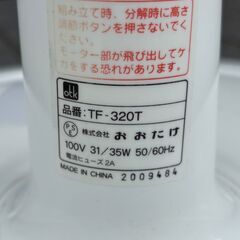 組み立て時、分解時に高さ
調節ボタンを押さないでく
ださい。
モーター部が飛び出してケガ
をする恐れがあります。
otk
品番：TF-320T
PSE 株式会社 おおたけ
100V 31/35W 50/60Hz
電流ヒューズ 2A
MADE IN CHINA 2009484